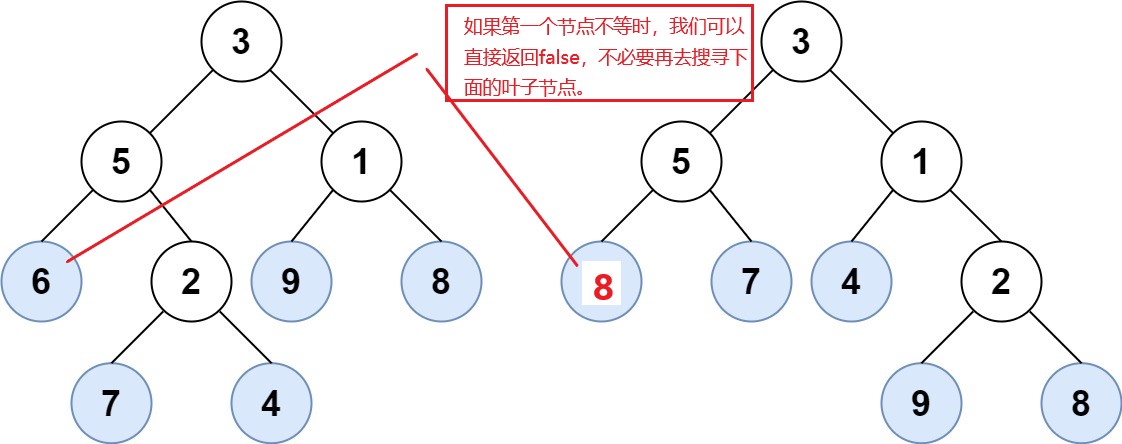 如果第一个节点不等时，我们可以
直接返回false，不必要再去搜寻下
面的叶子节点。
3 3
5 1 5 1
6 2 9 8 8 7 4 2
7 4 9 8